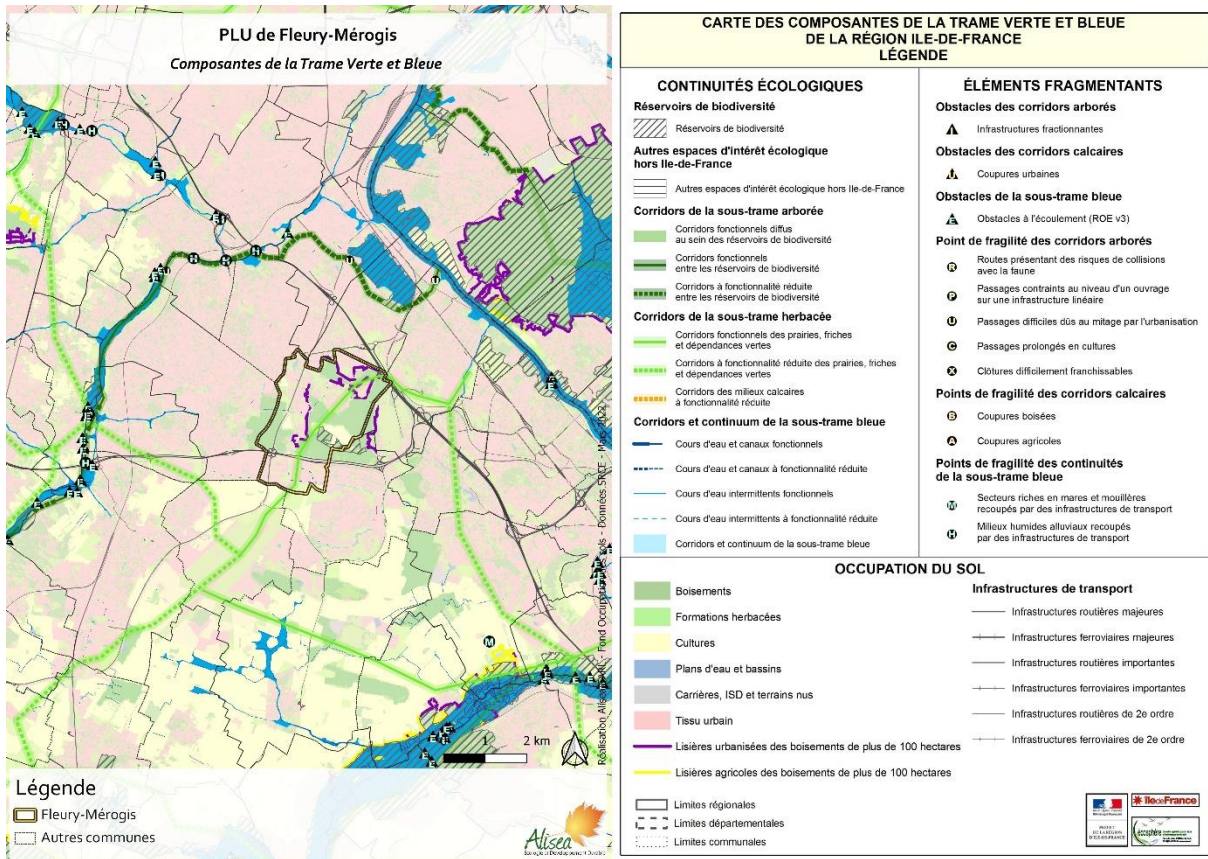 PLU de Fleury-Mérogis
Composantes de la Trame Verte et Bleue
1
2 km
Légende
Fleury-Mérogis
Autres communes
Alisea
CARTE DES COMPOSANTES DE LA TRAME VERTE ET BLEUE
DE LA RÉGION ILE-DE-FRANCE
LÉGENDE
CONTINUITÉS ÉCOLOGIQUES
Réservoirs de biodiversité
Réservoirs de biodiversité
Autres espaces d'intérêt écologique
hors Ile-de-France
Autres espaces d'intérêt écologique hors Ile-de-France
Corridors de la sous-trame arborée
Corridors fonctionnels diffus
au sein des réservoirs de biodiversité
Corridors fonctionnels
entre les réservoirs de biodiversité
Corridors à fonctionnalité réduite
entre les réservoirs de biodiversité
Corridors de la sous-trame herbacée
Corridors fonctionnels des prairies, friches
et dépendances vertes
Corridors à fonctionnalité réduite des prairies, friches
et dépendances vertes
Corridors des milieux calcaires
à fonctionnalité réduite
Corridors et continuum de la sous-trame bleue
Cours d'eau et canaux fonctionnels
Cours d'eau et canaux à fonctionnalité réduite
Cours d'eau intermittents fonctionnels
Cours d'eau intermittents à fonctionnalité réduite
Corridors et continuum de la sous-trame bleue
ÉLÉMENTS FRAGMENTANTS
Obstacles des corridors arborés
Infrastructures fractionnantes
Obstacles des corridors calcaires
Coupures urbaines
Obstacles de la sous-trame bleue
E Obstacles à l'écoulement (ROE v3)
Point de fragilité des corridors arborés
R Routes présentant des risques de collisions
avec la faune
P Passages contraints au niveau d'un ouvrage
sur une infrastructure linéaire
U Passages difficiles dûs au mitage par l'urbanisation
C Passages prolongés en cultures
X Clôtures difficilement franchissables
Points de fragilité des corridors calcaires
B Coupures boisées
A Coupures agricoles
Points de fragilité des continuités
de la sous-trame bleue
M Secteurs riches en mares et mouillères
recoupés par des infrastructures de transport
H Milieux humides alluviaux recoupés
par des infrastructures de transport
OCCUPATION DU SOL
Boisements
Formations herbacées
Cultures
Plans d'eau et bassins
Carrières, ISD et terrains nus
Tissu urbain
Lisières urbanisées des boisements de plus de 100 hectares
Lisières agricoles des boisements de plus de 100 hectares
Limites régionales
Limites départementales
Limites communales
Infrastructures de transport
Infrastructures routières majeures
Infrastructures ferroviaires majeures
Infrastructures routières importantes
Infrastructures ferroviaires importantes
Infrastructures routières de 2e ordre
Infrastructures ferroviaires de 2e ordre
PRÉFET
DE LA RÉGION
D'ILE-DE-FRANCE
îledeFrance
écosphère